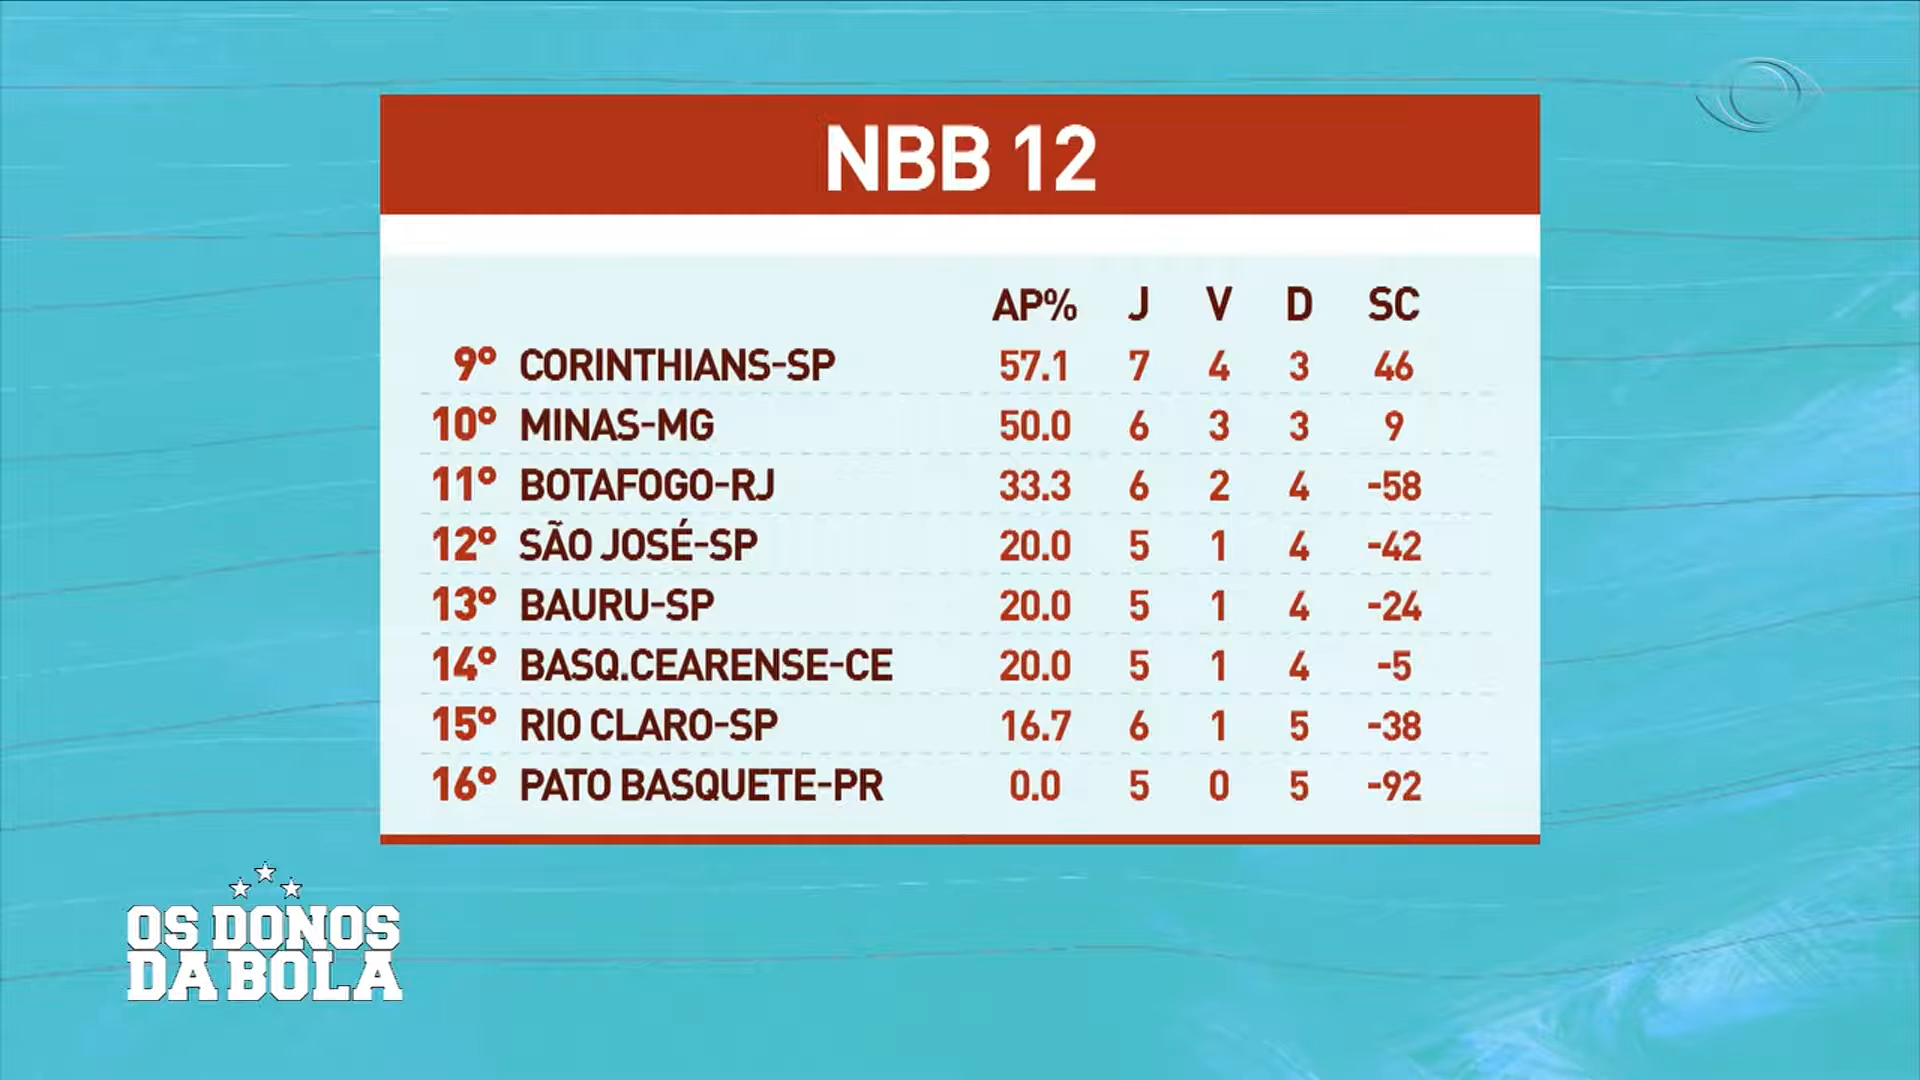 NBB 12
AP% J V D SC
9º CORINTHIANS-SP 57.1 7 4 3 46
10º MINAS-MG 50.0 6 3 3 9
11º BOTAFOGO-RJ 33.3 6 2 4 -58
12º SÃO JOSÉ-SP 20.0 5 1 4 -42
13º BAURU-SP 20.0 5 1 4 -24
14º BASQ.CEARENSE-CE 20.0 5 1 4 -5
15º RIO CLARO-SP 16.7 6 1 5 -38
16º PATO BASQUETE-PR 0.0 5 0 5 -92
OS DONOS
DA BOLA